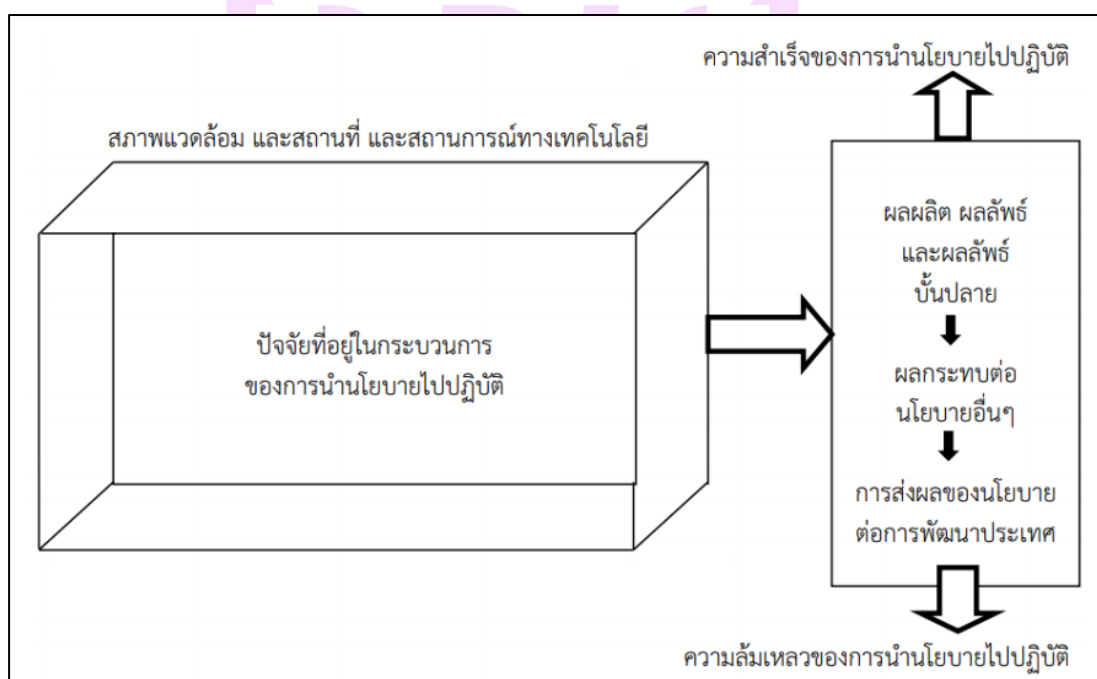 ความสำเร็จของการนำนโยบายไปปฏิบัติ
สภาพแวดล้อม และสถานที่ และสถานการณ์ทางเทคโนโลยี
ปัจจัยที่อยู่ในกระบวนการ
ของการนำนโยบายไปปฏิบัติ
ผลผลิต ผลลัพธ์
และผลลัพธ์
บั้นปลาย
ผลกระทบต่อ
นโยบายอื่นๆ
การส่งผลของนโยบาย
ต่อการพัฒนาประเทศ
ความล้มเหลวของการนำนโยบายไปปฏิบัติ